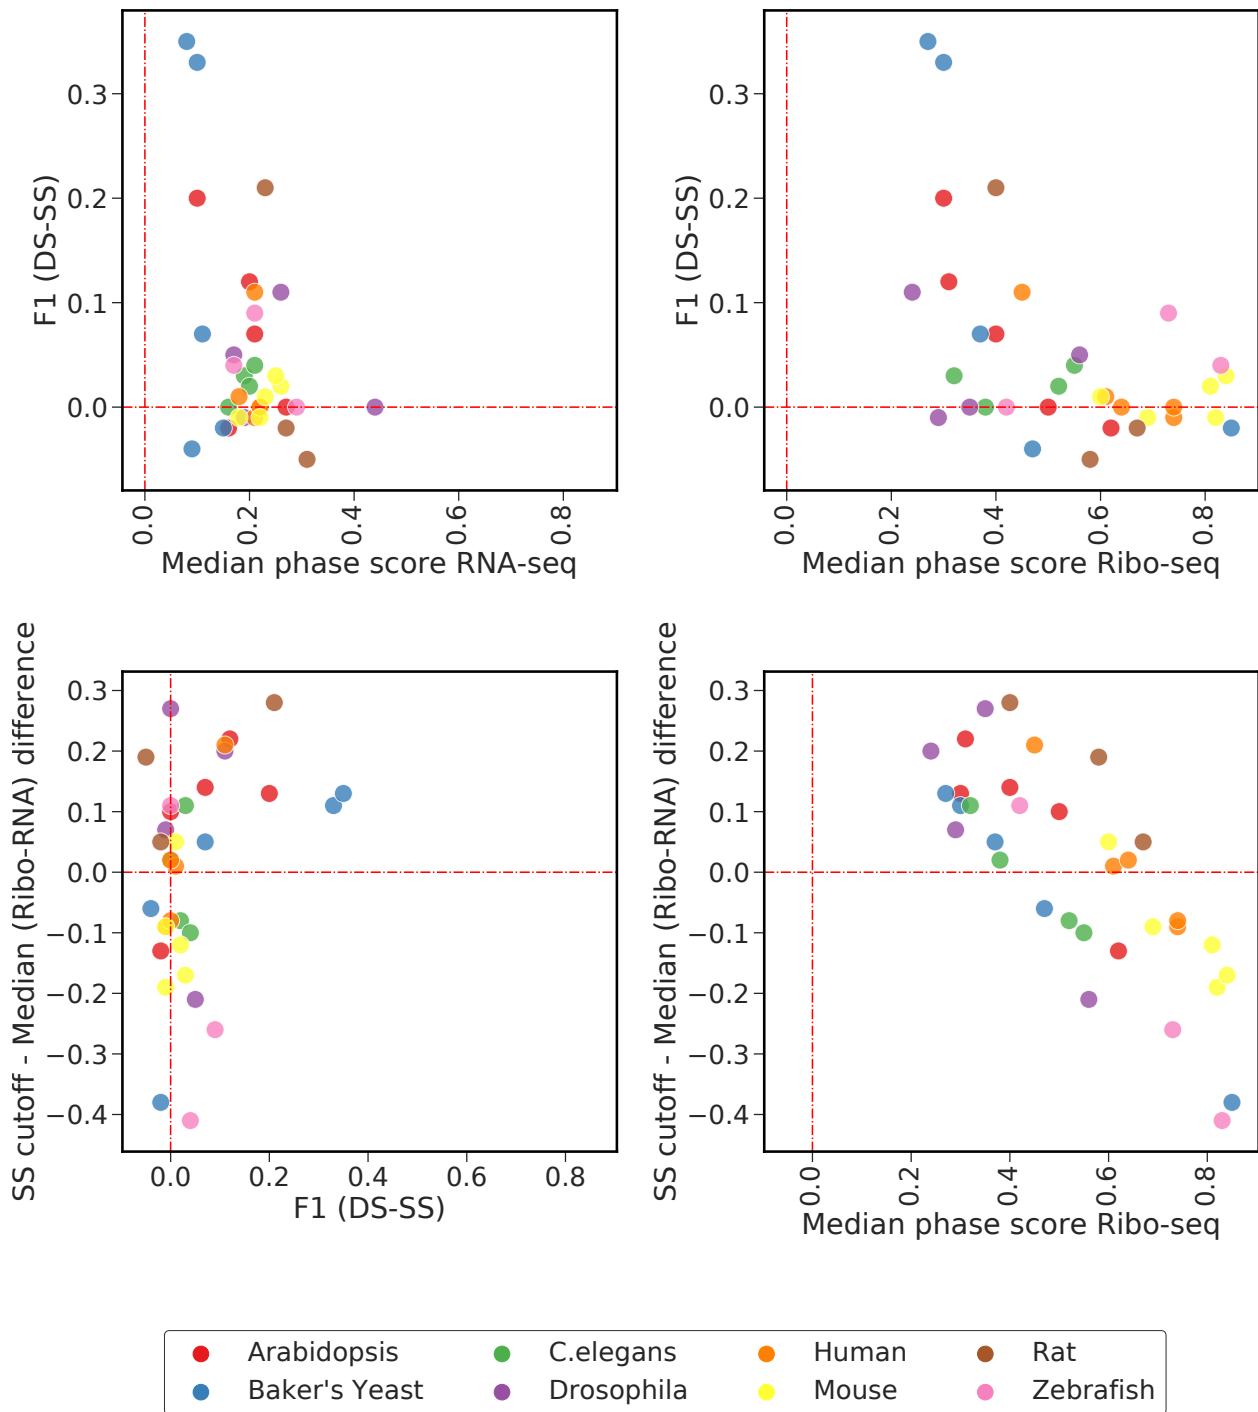 F1 (DS-SS)
0.3
0.2
0.1
0.0
0.0
0.2
0.4
0.6
0.8
Median phase score RNA-seq
F1 (DS-SS)
0.3
0.2
0.1
0.0
0.0
0.2
0.4
0.6
0.8
Median phase score Ribo-seq
SS cutoff - Median (Ribo-RNA) difference
0.3
0.2
0.1
0.0
−0.1
−0.2
−0.3
−0.4
0.0
0.2
0.4
0.6
0.8
F1 (DS-SS)
SS cutoff - Median (Ribo-RNA) difference
0.3
0.2
0.1
0.0
−0.1
−0.2
−0.3
−0.4
0.0
0.2
0.4
0.6
0.8
Median phase score Ribo-seq
Arabidopsis
Baker's Yeast
C.elegans
Drosophila
Human
Mouse
Rat
Zebrafish